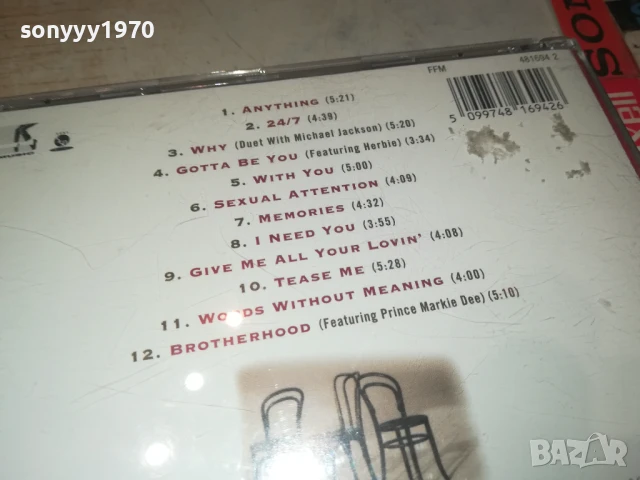 sonyyy1970
FFM
481694 2
1. ANYTHING (5:21)
2. 24/7 (4:39)
3. WHY (Duet With Michael Jackson) (5:20)
4. GOTTA BE YOU (Featuring Herbie) (3:34)
5. WITH YOU (5:00)
6. SEXUAL ATTENTION (4:09)
7. MEMORIES (4:32)
8. I NEED YOU (3:55)
9. GIVE ME ALL YOUR LOVIN' (4:08)
10. TEASE ME (5:28)
11. WORDS WITHOUT MEANING (4:00)
12. BROTHERHOOD (Featuring Prince Markie Dee) (5:10)
5 099748 169426
BAZAR